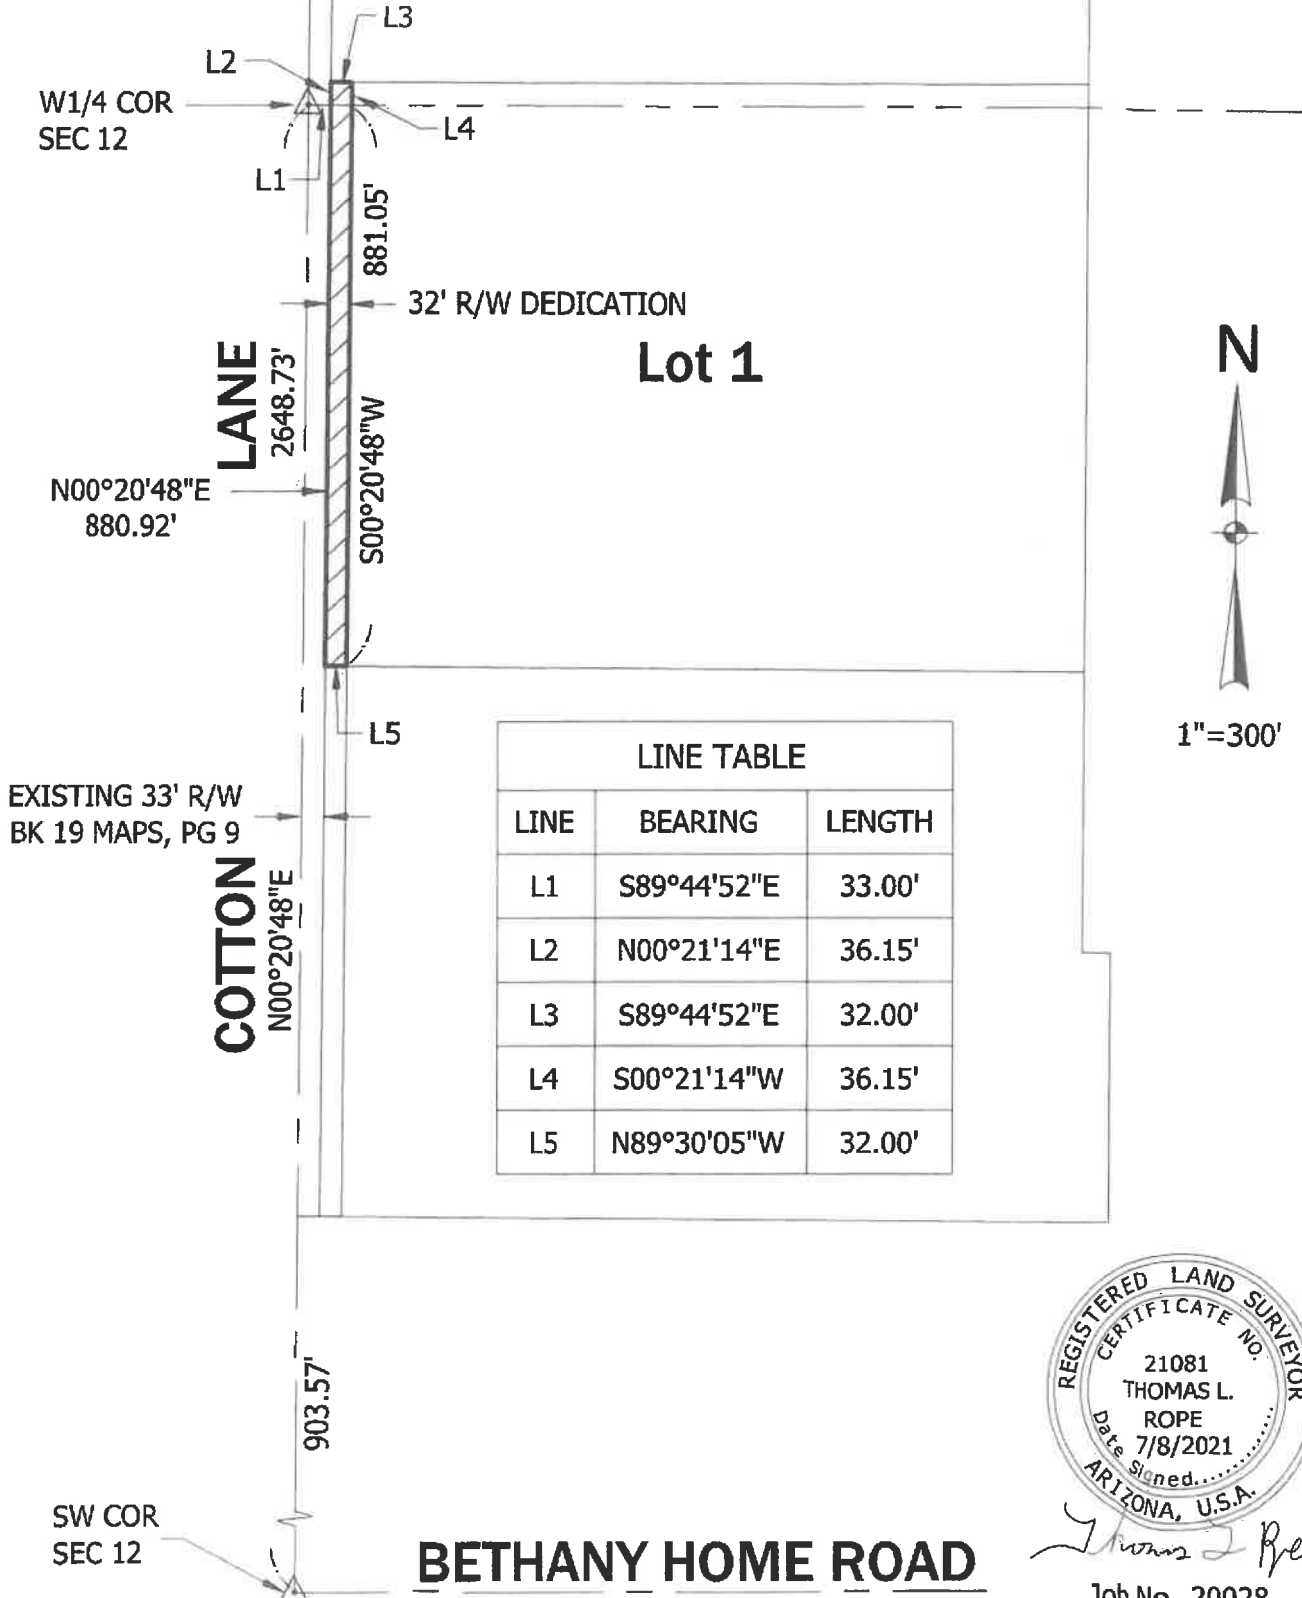 L3
L2
W1/4 COR
SEC 12
L4
L1
881.05'
32' R/W DEDICATION
Lot 1
N
LANE
2648.73'
S00°20'48"W
N00°20'48"E
880.92'
L5
1"=300'
EXISTING 33' R/W
BK 19 MAPS, PG 9
COTTON
N00°20'48"E
LINE TABLE
LINE BEARING LENGTH
L1 S89°44'52"E 33.00'
L2 N00°21'14"E 36.15'
L3 S89°44'52"E 32.00'
L4 S00°21'14"W 36.15'
L5 N89°30'05"W 32.00'
903.57'
REGISTERED LAND SURVEYOR
CERTIFICATE NO.
21081
THOMAS L.
ROPE
7/8/2021
Date Signed
ARIZONA, U.S.A.
SW COR
SEC 12
BETHANY HOME ROAD
Job No. 20028